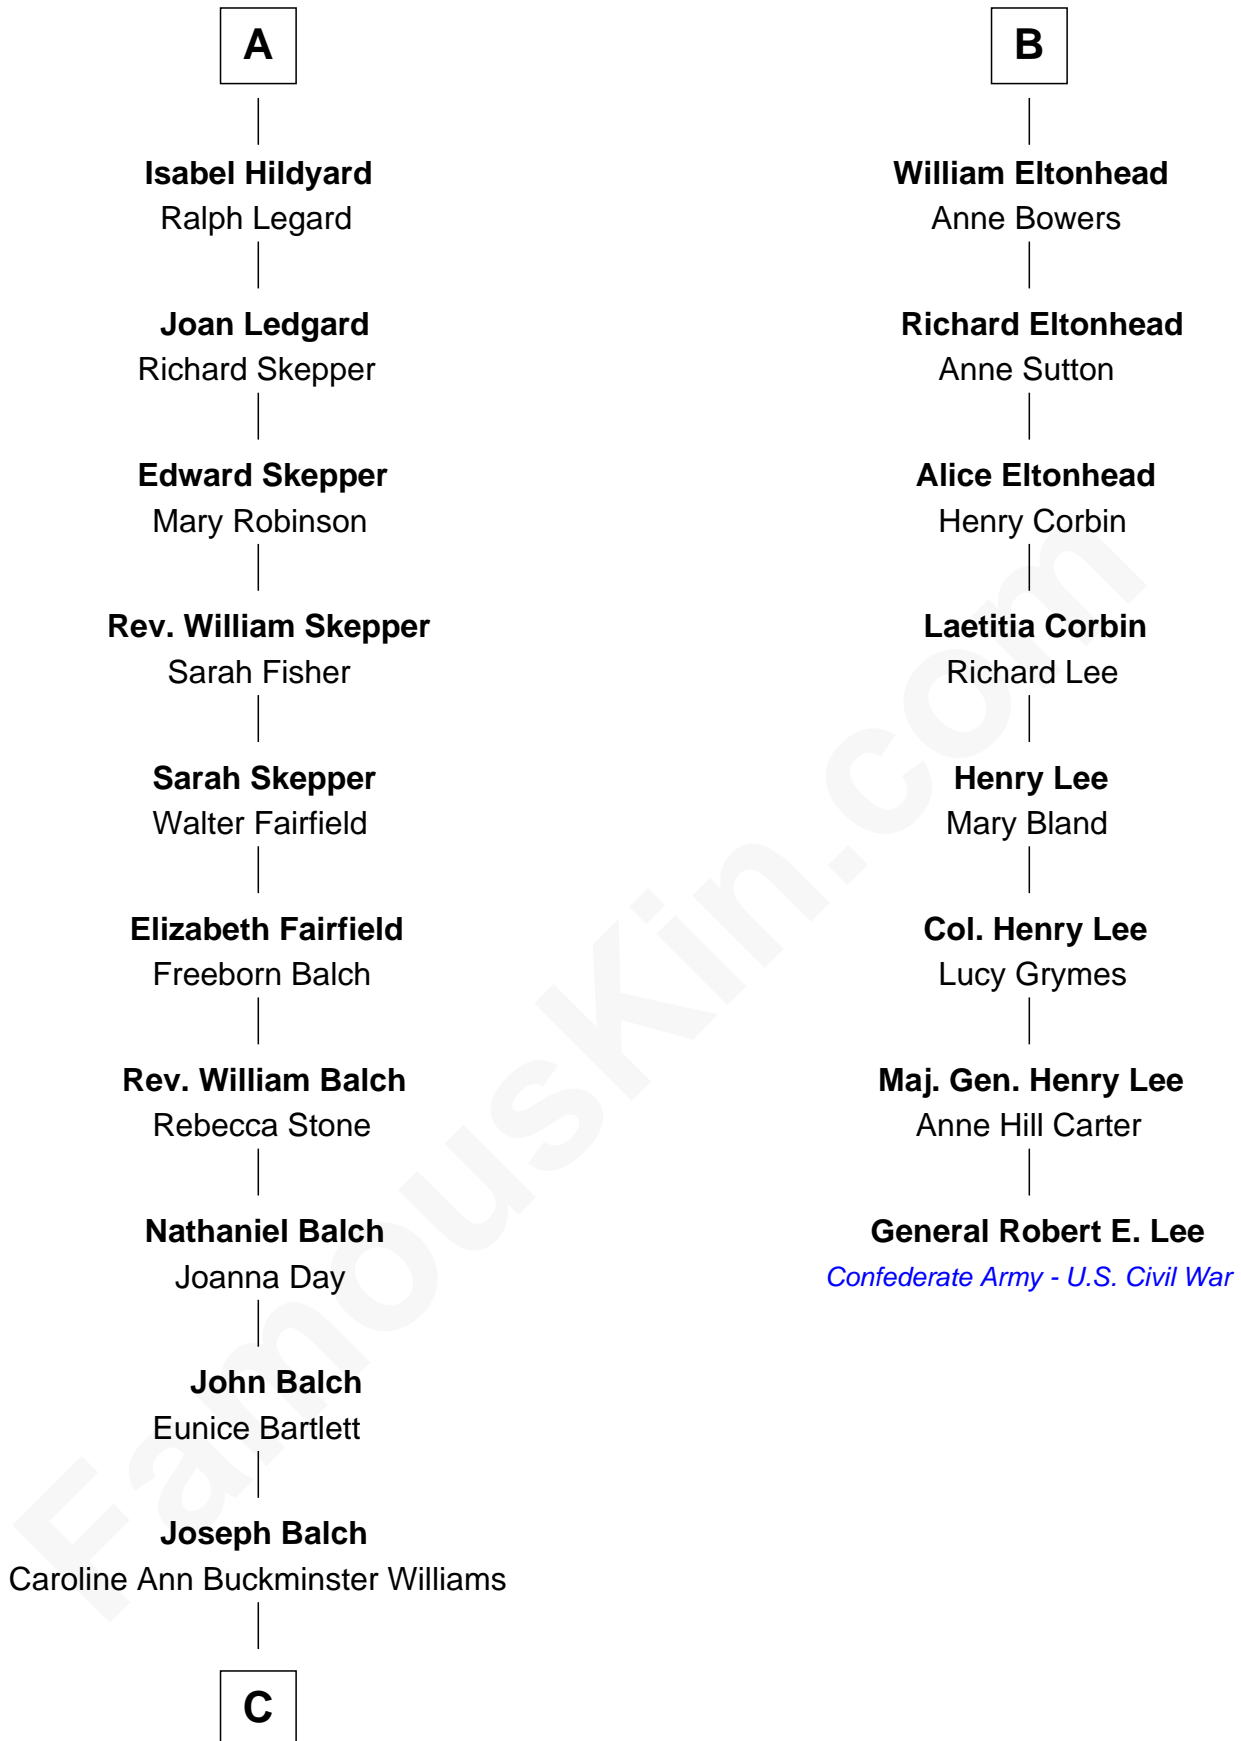 A
Isabel Hildyard
Ralph Legard
Joan Ledgard
Richard Skepper
Edward Skepper
Mary Robinson
Rev. William Skepper
Sarah Fisher
Sarah Skepper
Walter Fairfield
Elizabeth Fairfield
Freeborn Balch
Rev. William Balch
Rebecca Stone
Nathaniel Balch
Joanna Day
John Balch
Eunice Bartlett
Joseph Balch
Caroline Ann Buckminster Williams
C
B
William Eltonhead
Anne Bowers
Richard Eltonhead
Anne Sutton
Alice Eltonhead
Henry Corbin
Laetitia Corbin
Richard Lee
Henry Lee
Mary Bland
Col. Henry Lee
Lucy Grymes
Maj. Gen. Henry Lee
Anne Hill Carter
General Robert E. Lee
Confederate Army - U.S. Civil War
FamousKin.com